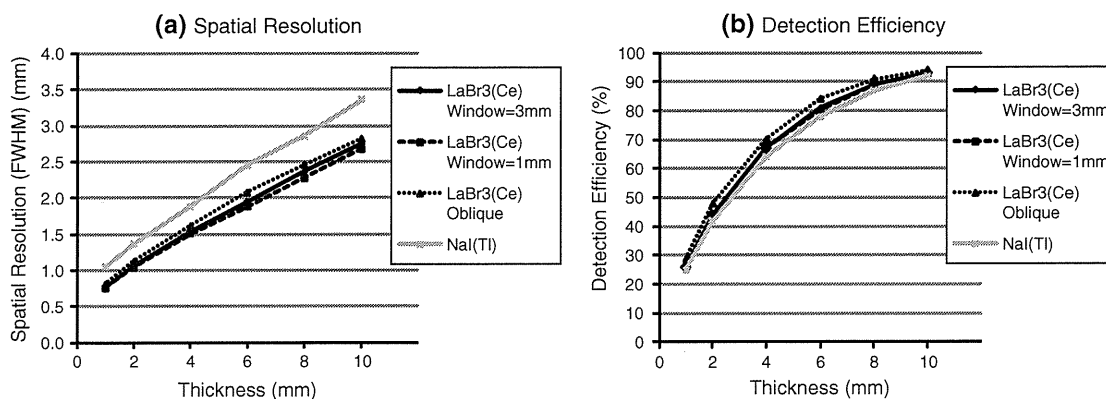 (a) Spatial Resolution
Spatial Resolution (FWHM) (mm)
4.0
3.5
3.0
2.5
2.0
1.5
1.0
0.5
0.0
0 2 4 6 8 10
Thickness (mm)
LaBr3(Ce)
Window=3mm
LaBr3(Ce)
Window=1mm
LaBr3(Ce)
Oblique
NaI(Tl)
(b) Detection Efficiency
Detection Efficiency (%)
100
90
80
70
60
50
40
30
20
10
0
0 2 4 6 8 10
Thickness (mm)
LaBr3(Ce)
Window=3mm
LaBr3(Ce)
Window=1mm
LaBr3(Ce)
Oblique
NaI(Tl)